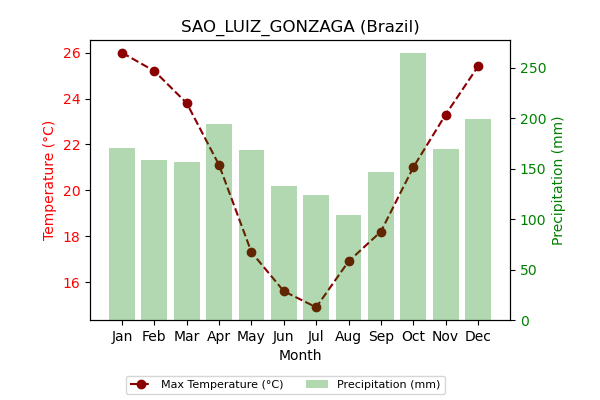 SAO_LUIZ_GONZAGA (Brazil)
26
24
22
20
18
16
Temperature (°C)
250
200
150
100
50
0
Precipitation (mm)
Jan Feb Mar Apr May Jun Jul Aug Sep Oct Nov Dec
Month
Max Temperature (°C) Precipitation (mm)